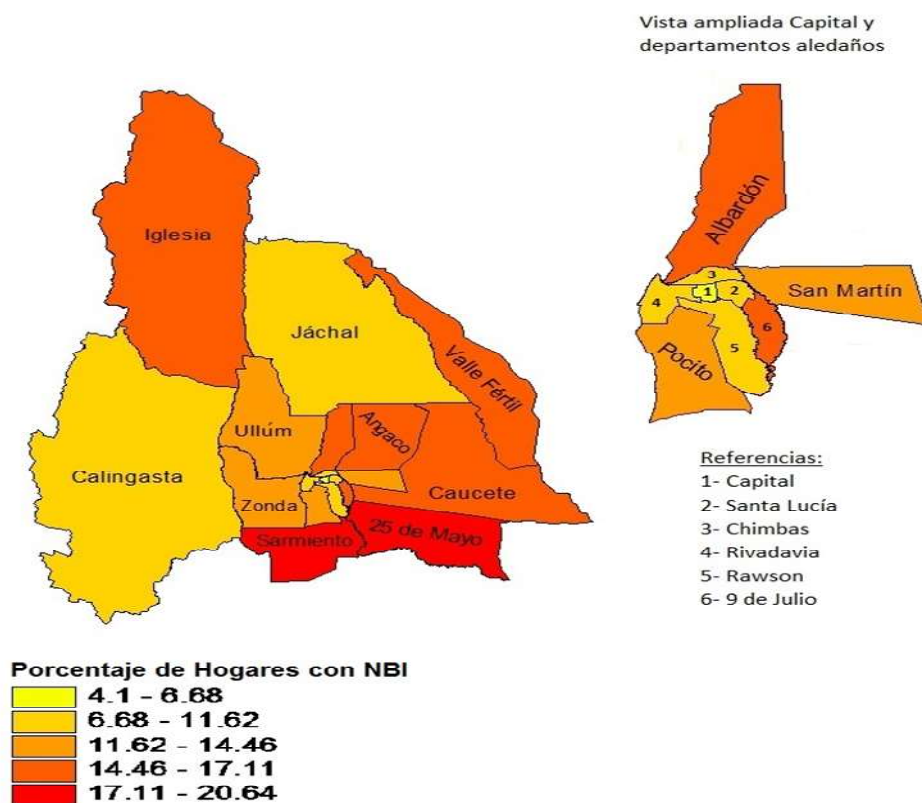 Vista ampliada Capital y
departamentos aledaños
Iglesia
Jáchal
Valle Fértil
Ullúm
Angaco
Calingasta
Zonda
Caucete
Sarmiento
25 de Mayo
Albardón
3
1
2
San Martín
4
6
5
Pocito
Referencias:
1- Capital
2- Santa Lucía
3- Chimbas
4- Rivadavia
5- Rawson
6- 9 de Julio
Porcentaje de Hogares con NBI
4.1 - 6.68
6.68 - 11.62
11.62 - 14.46
14.46 - 17.11
17.11 - 20.64